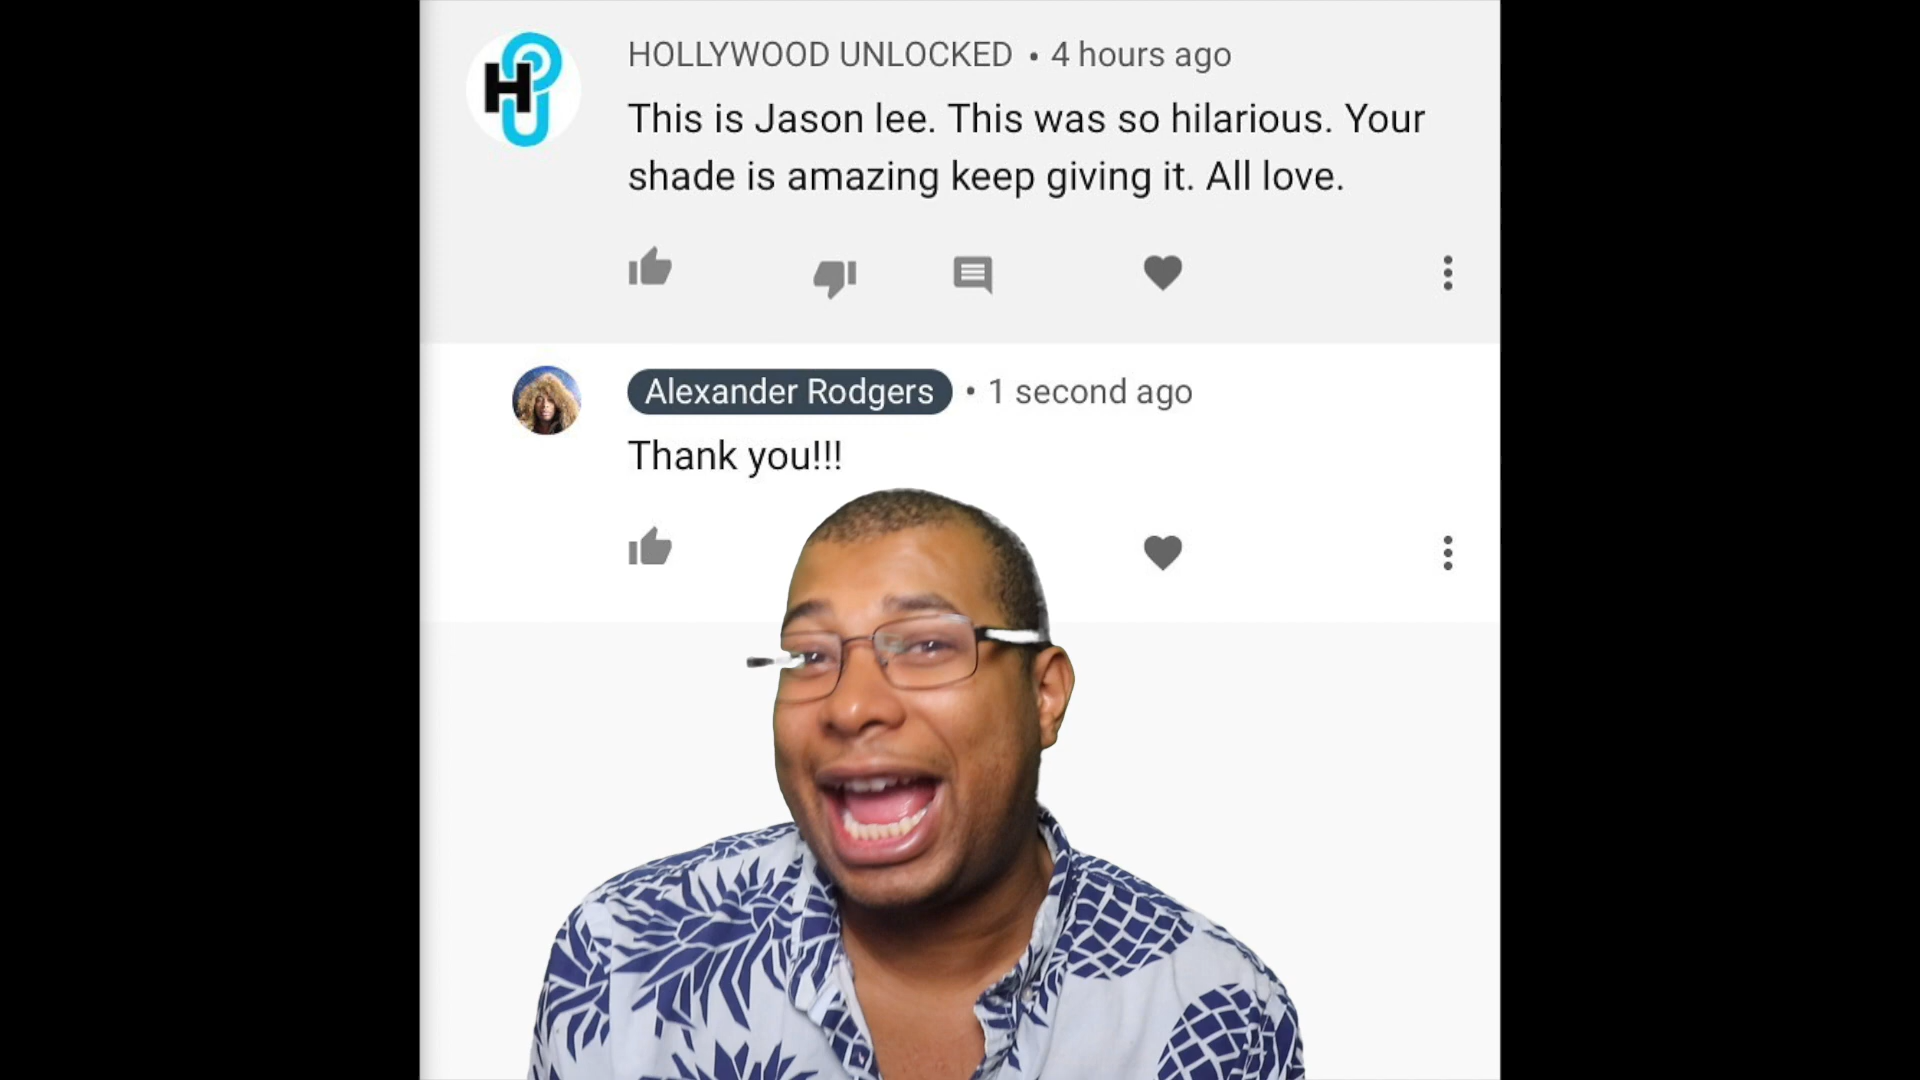 HOLLYWOOD UNLOCKED • 4 hours ago
This is Jason lee. This was so hilarious. Your
shade is amazing keep giving it. All love.
Alexander Rodgers • 1 second ago
Thank you!!!